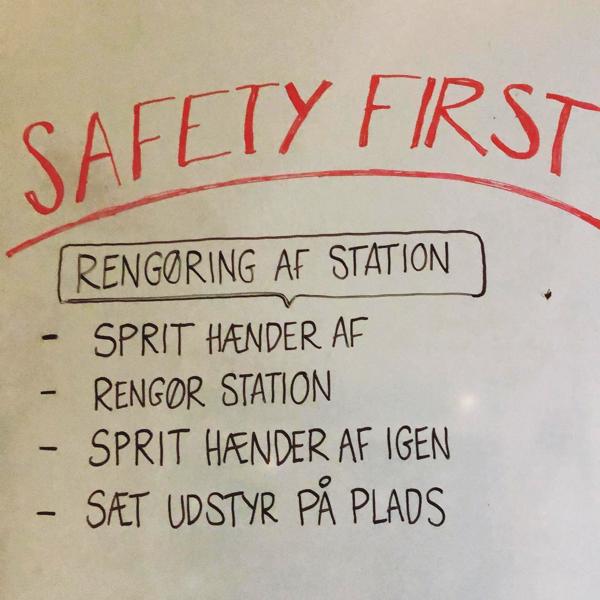 SAFETY FIRST
RENGØRING AF STATION
- SPRIT HÆNDER AF
- RENGØR STATION
- SPRIT HÆNDER AF IGEN
- SÆT UDSTYR PÅ PLADS